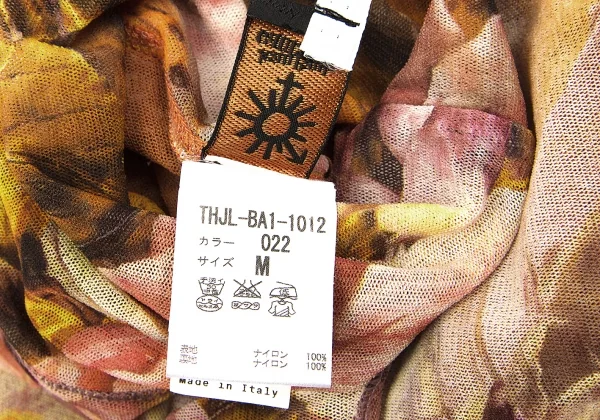 THJL-BA1-1012
カラー 022
サイズ M
ナイロン 100%
ナイロン 100%
Made in Italy